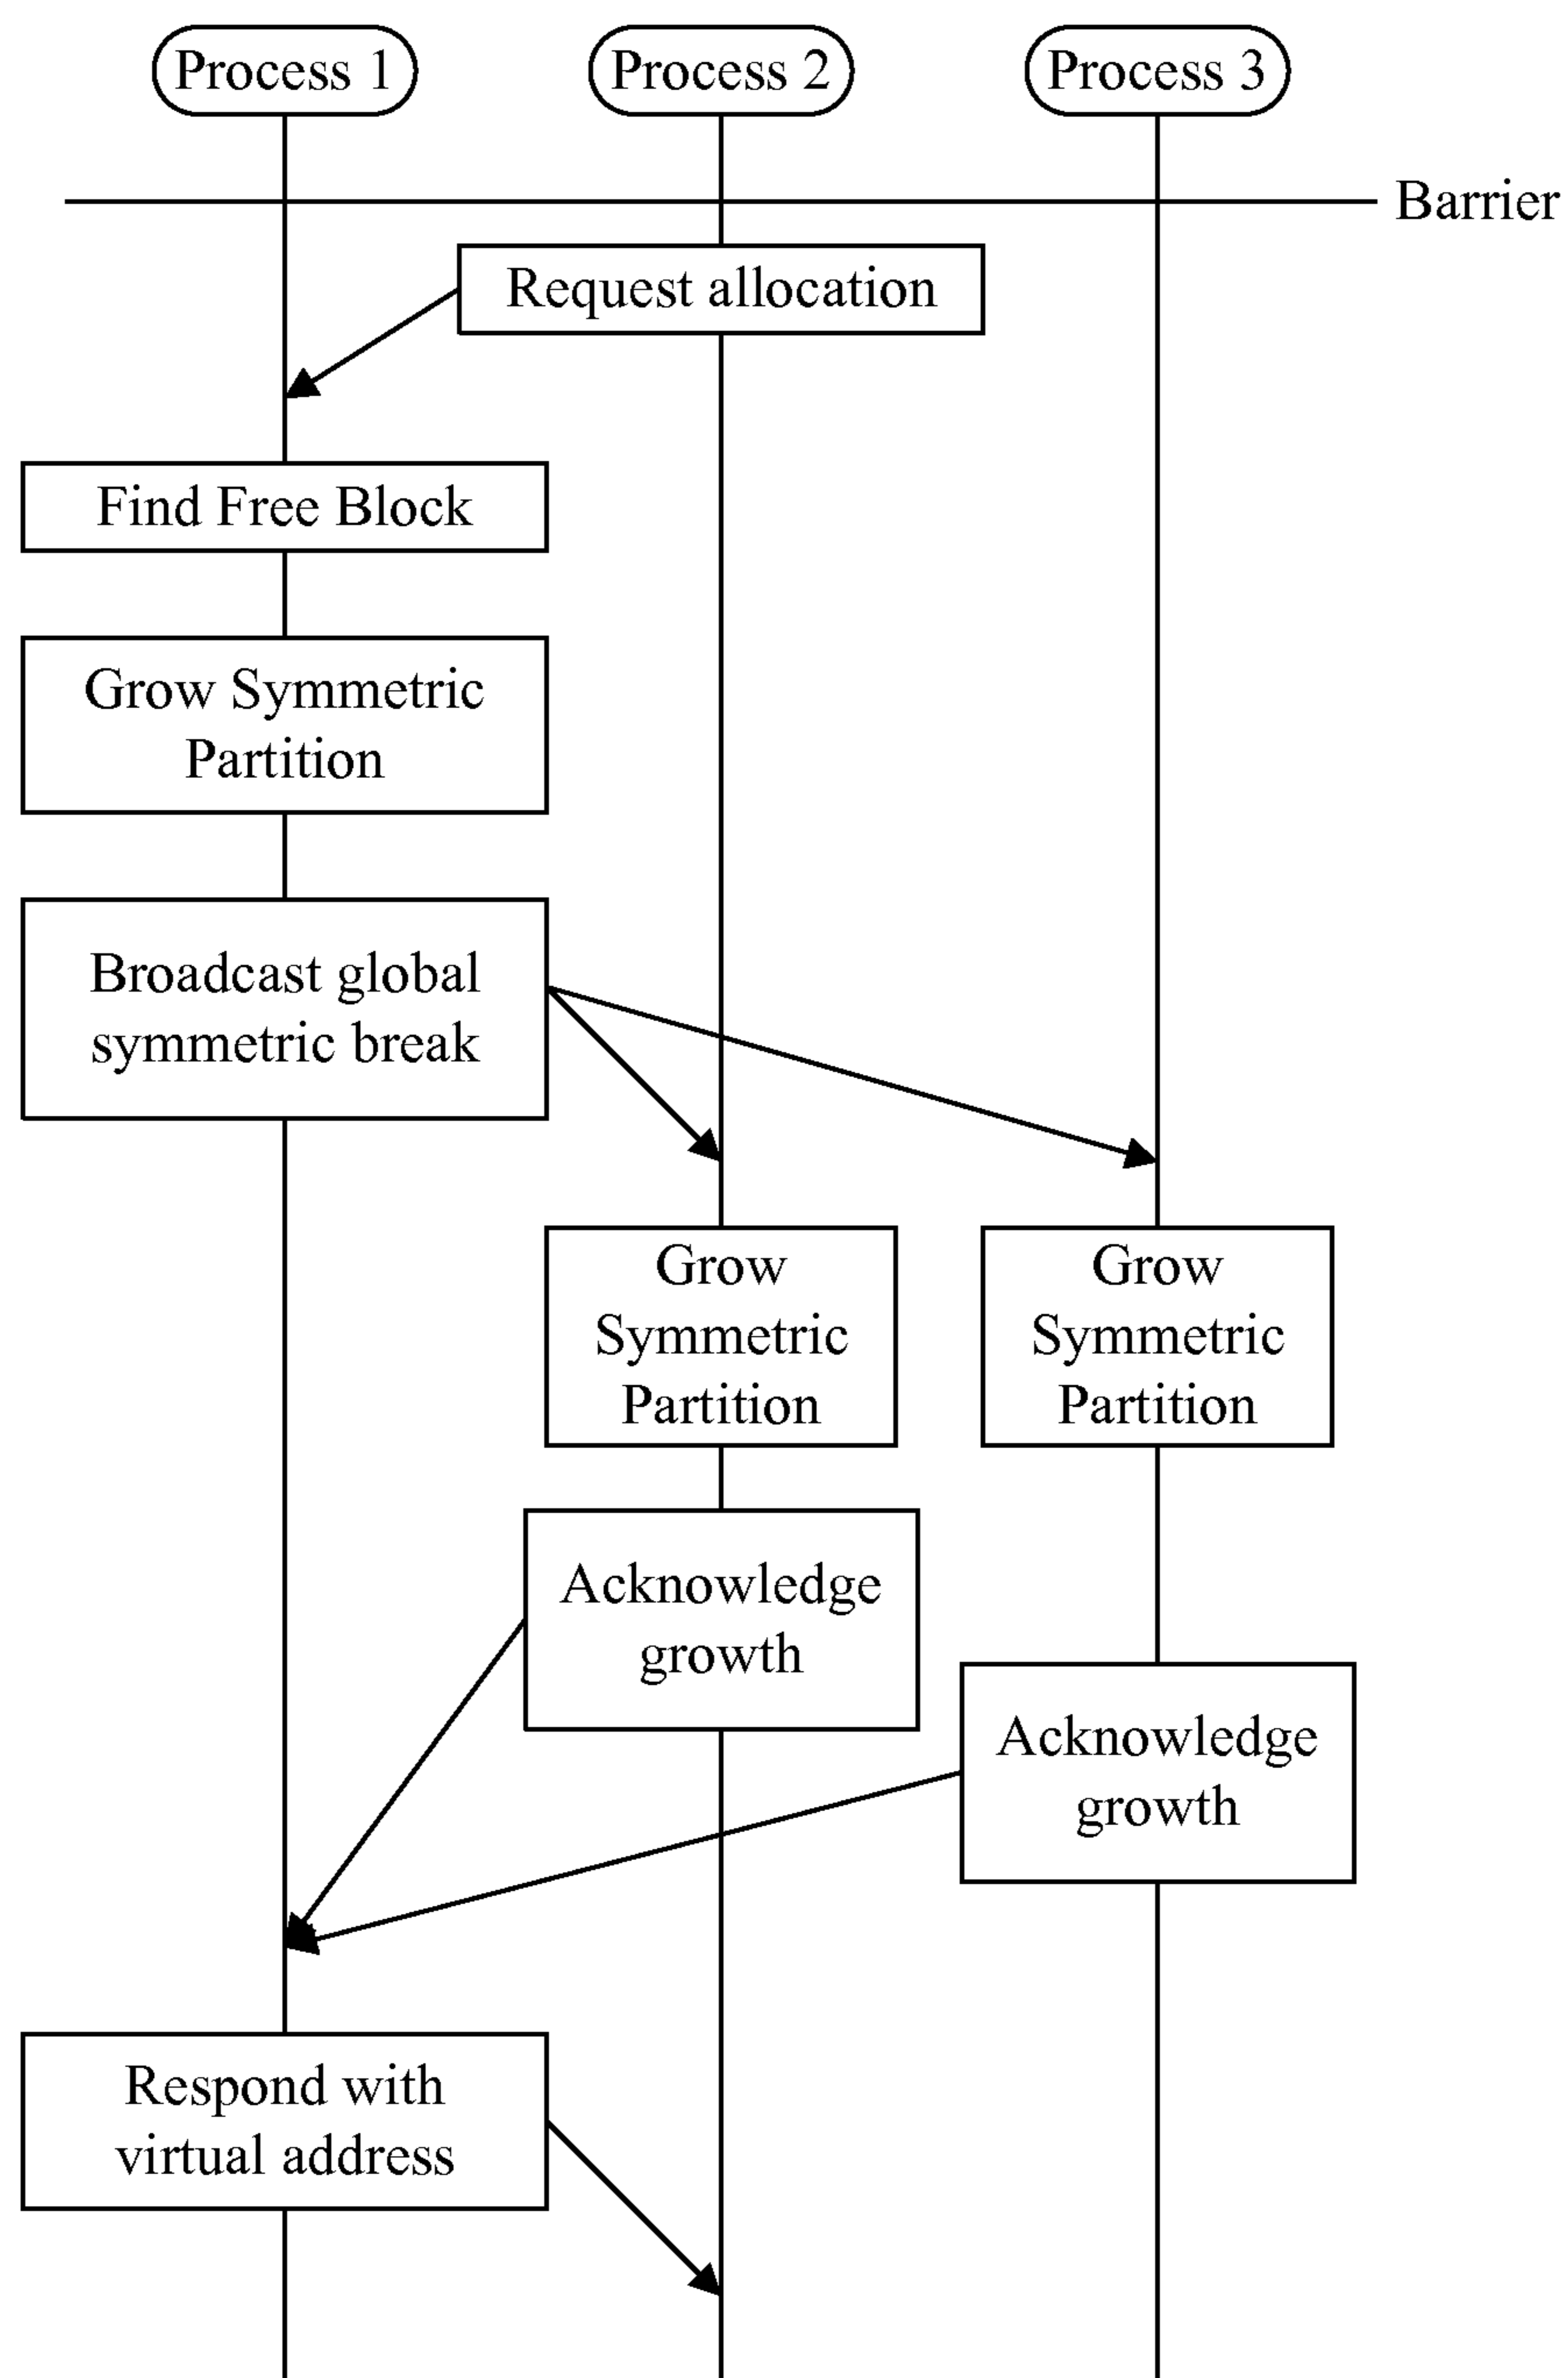 Process 1
Process 2
Process 3
Barrier
Request allocation
Find Free Block
Grow Symmetric
Partition
Broadcast global
symmetric break
Grow
Symmetric
Partition
Grow
Symmetric
Partition
Acknowledge
growth
Acknowledge
growth
Respond with
virtual address